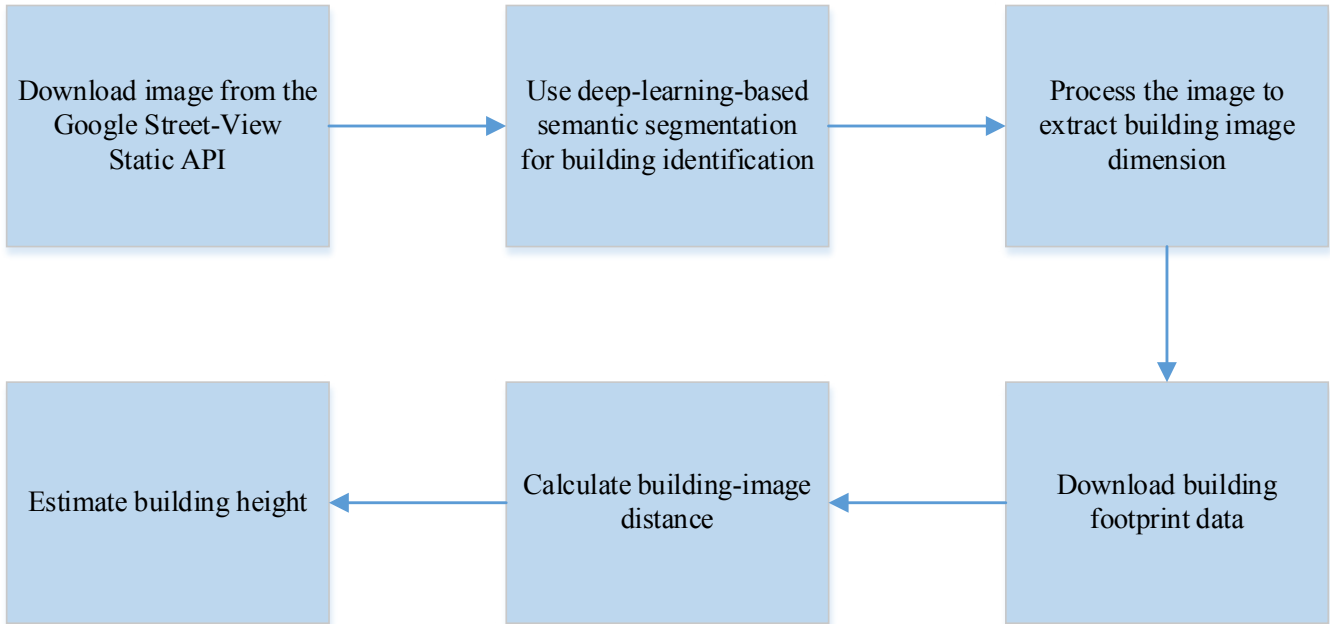 Download image from the
Google Street-View
Static API
Use deep-learning-based
semantic segmentation
for building identification
Process the image to
extract building image
dimension
Download building
footprint data
Calculate building-image
distance
Estimate building height